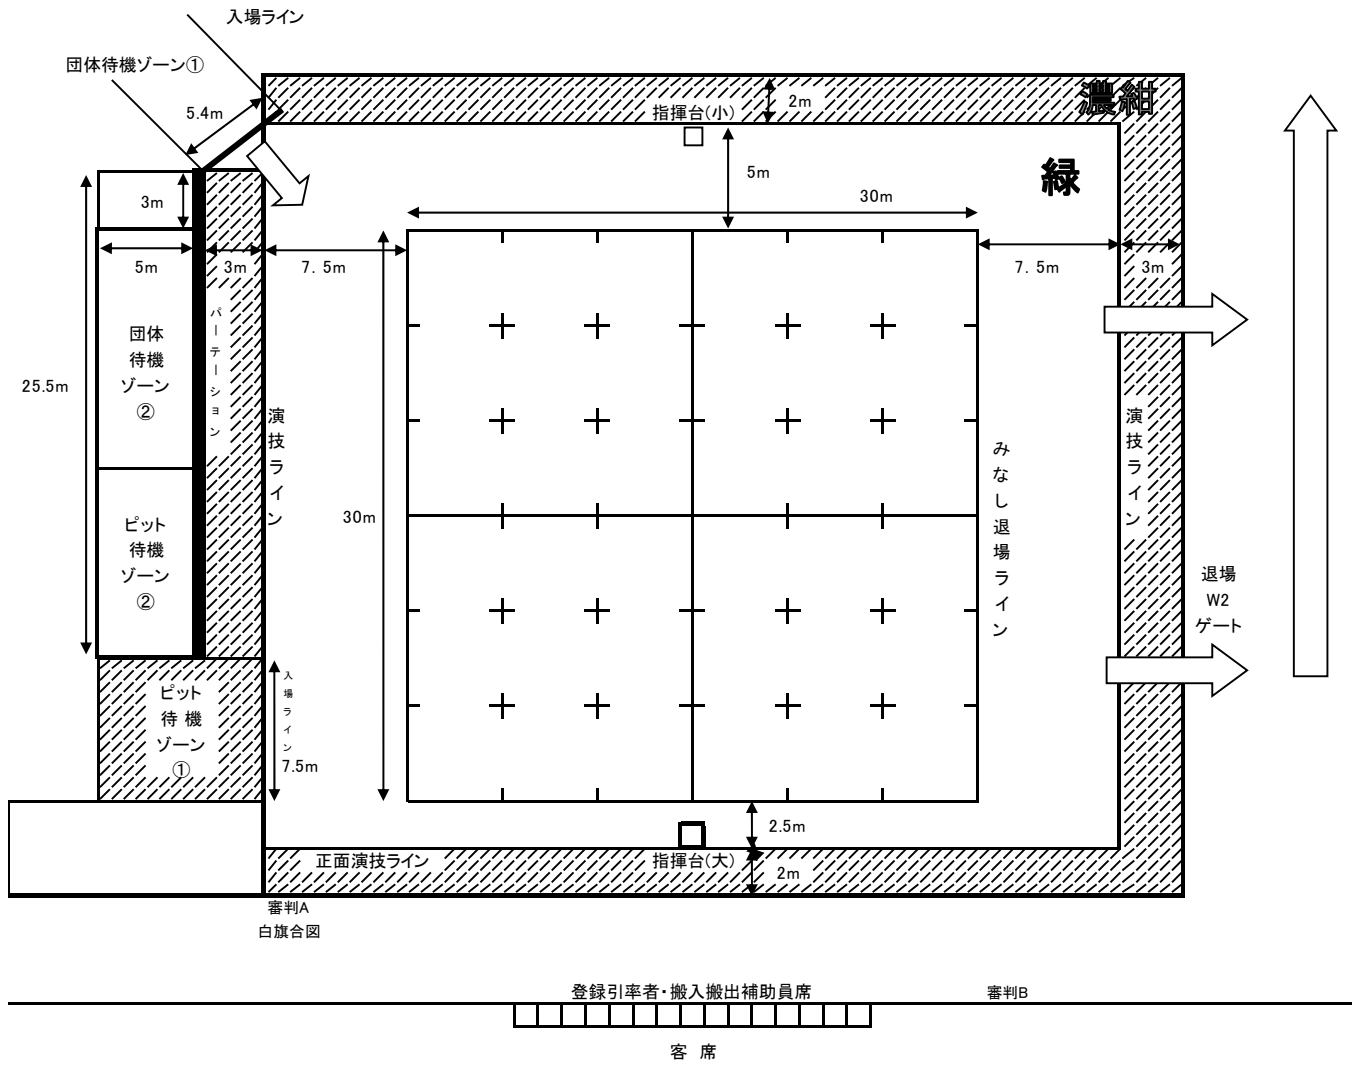 入場ライン
団体待機ゾーン①
5.4m
2m
濃紺
指揮台(小)
5m
緑
30m
3m
5m
3m
7.5m
7.5m
3m
パーテーション
団体
待機
ゾーン
②
25.5m
演技ライン
30m
みなし退場ライン
演技ライン
ピット
待機
ゾーン
②
退場
W2
ゲート
ピット
待 機
ゾーン
①
入場ライン
7.5m
2.5m
正面演技ライン
指揮台(大)
2m
審判A
白旗合図
登録引率者・搬入搬出補助員席
審判B
客 席